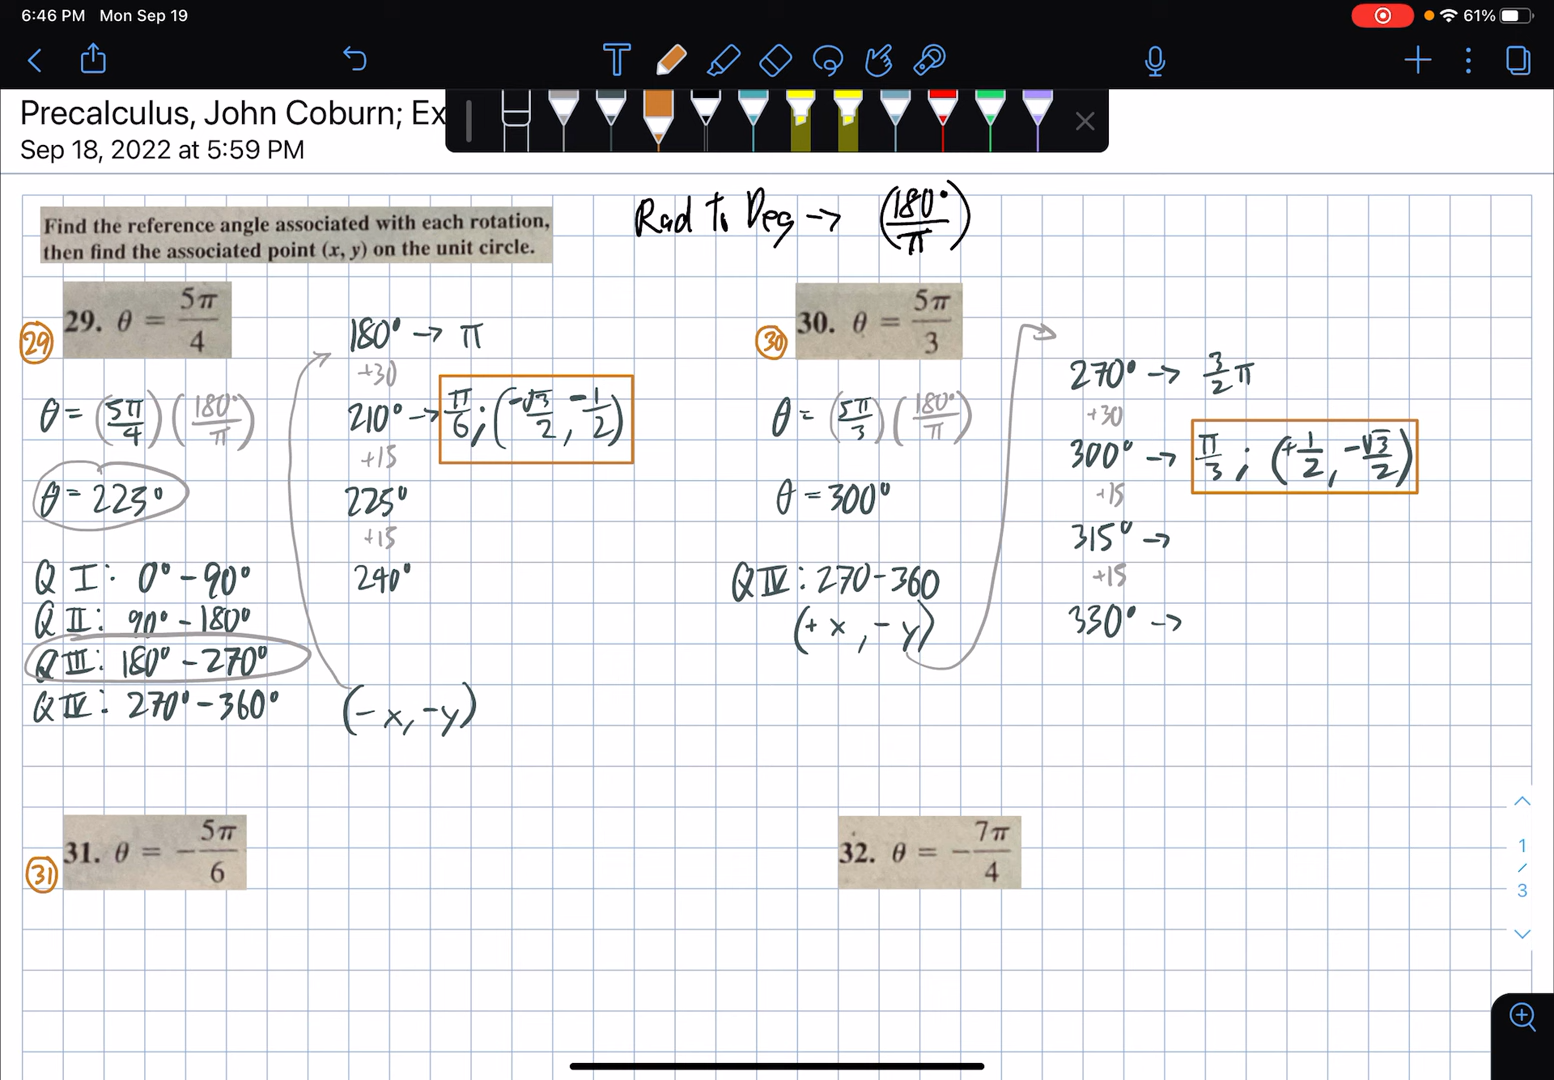 6:46 PM Mon Sep 19
61%
Precalculus, John Coburn; Ex
Sep 18, 2022 at 5:59 PM
Find the reference angle associated with each rotation,
then find the associated point (x, y) on the unit circle.
Rad to Deg → (180°/π)
29
29. θ = 5π/4
θ = (5π/4)(180°/π)
θ = 225°
Q I: 0° - 90°
Q II: 90° - 180°
Q III: 180° - 270°
Q IV: 270° - 360°
(-x, -y)
180° → π
+30
210° → π/6; (-√3/2, -1/2)
+15
225°
+15
240°
30
30. θ = 5π/3
θ = (5π/3)(180°/π)
θ = 300°
Q IV: 270 - 360
(+x, -y)
270° → 3/2 π
+30
300° → π/3; (+1/2, -√3/2)
+15
315° →
+15
330° →
31
31. θ = -5π/6
32. θ = -7π/4
1
/
3